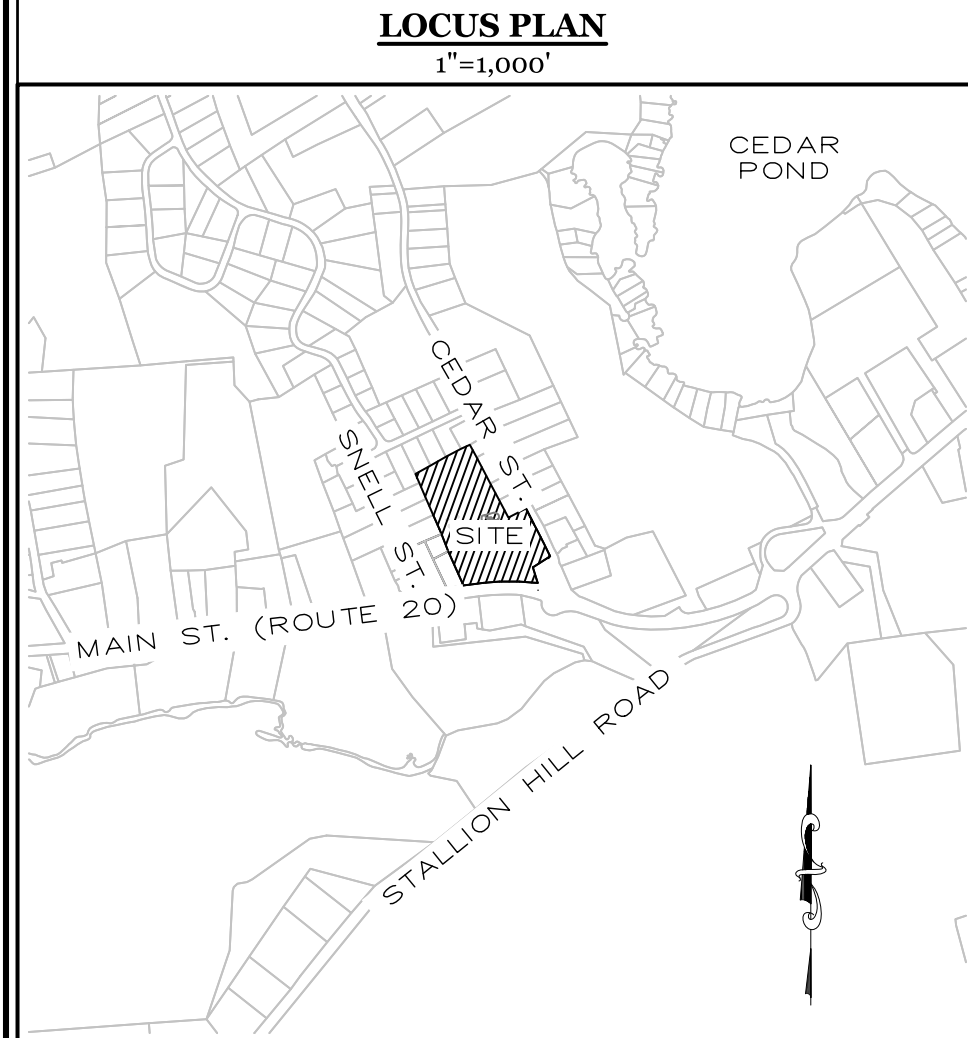 LOCUS PLAN
1"=1,000'
CEDAR
POND
CEDAR ST.
SNELL ST.
SITE
MAIN ST. (ROUTE 20)
STALLION HILL ROAD